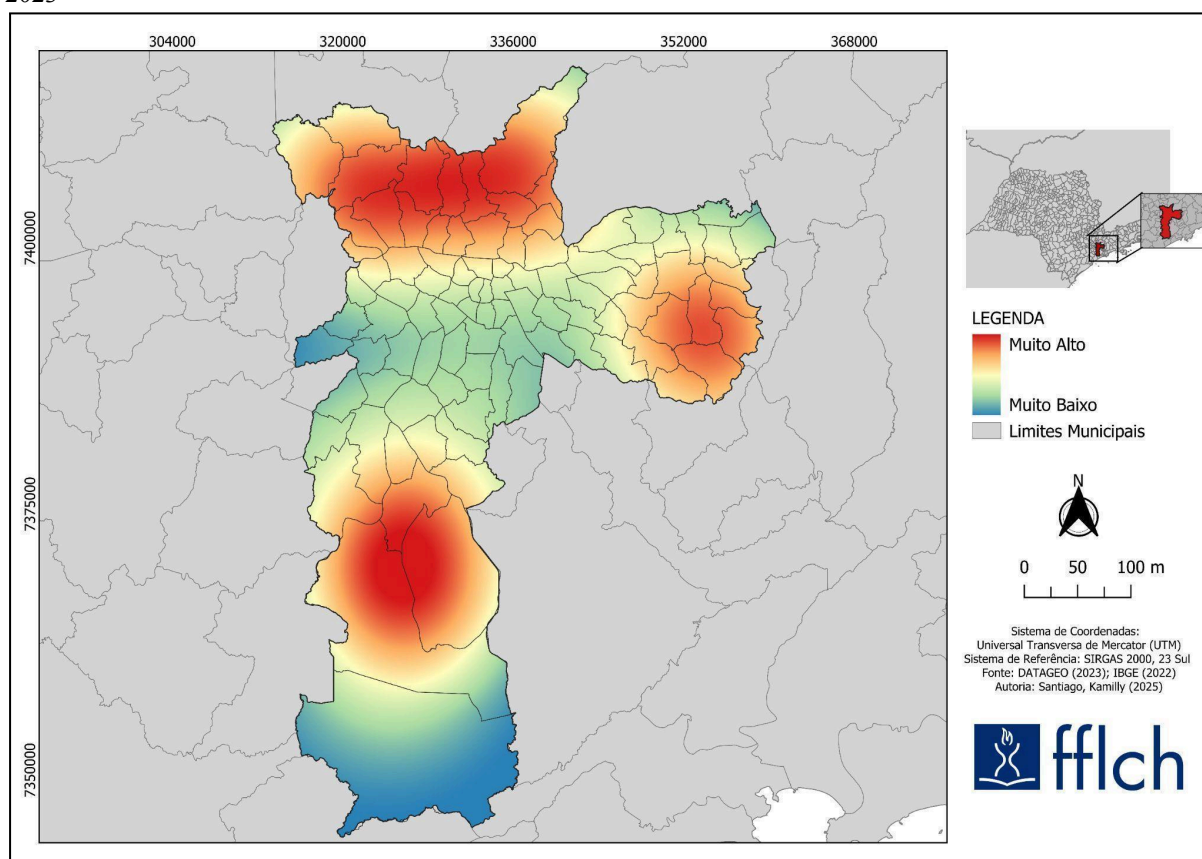 2023
304000 320000 336000 352000 368000
7400000
7375000
7350000
LEGENDA
Muito Alto
Muito Baixo
Limites Municipais
N
0 50 100 m
Sistema de Coordenadas:
Universal Transversa de Mercator (UTM)
Sistema de Referência: SIRGAS 2000, 23 Sul
Fonte: DATAGEO (2023); IBGE (2022)
Autoria: Santiago, Kamilly (2025)
fflch